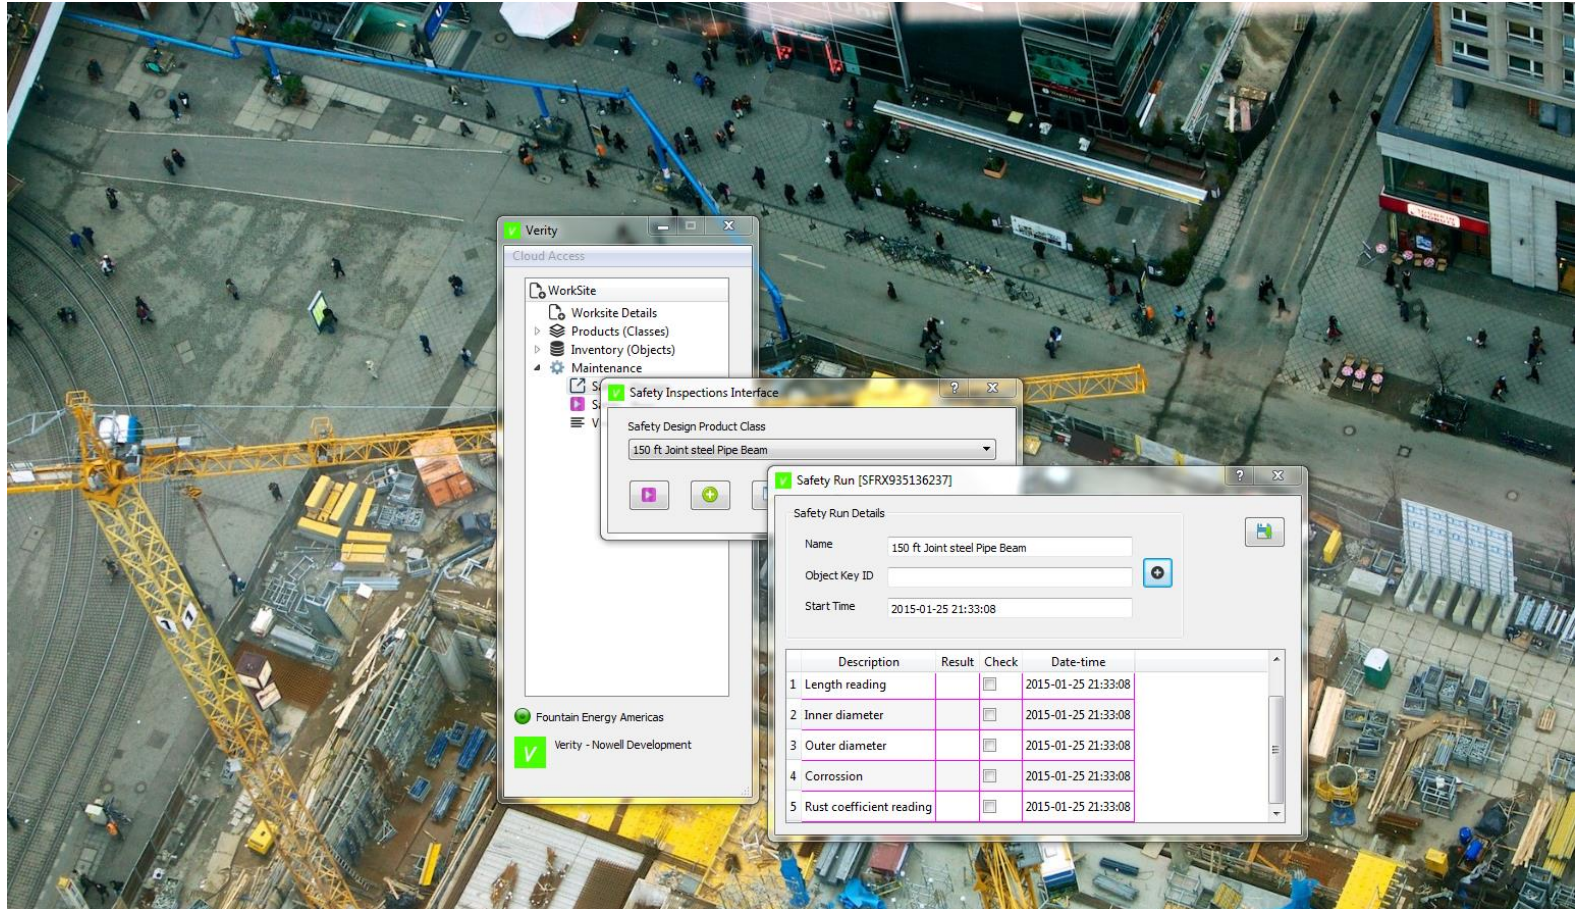 Verity
Cloud Access
WorkSite
Worksite Details
Products (Classes)
Inventory (Objects)
Maintenance
Safety Inspections Interface
Safety Design Product Class
150 ft Joint steel Pipe Beam
Safety Run [SFRX935136237]
Safety Run Details
Name 150 ft Joint steel Pipe Beam
Object Key ID
Start Time 2015-01-25 21:33:08
Description Result Check Date-time
1 Length reading 2015-01-25 21:33:08
2 Inner diameter 2015-01-25 21:33:08
3 Outer diameter 2015-01-25 21:33:08
4 Corrossion 2015-01-25 21:33:08
5 Rust coefficient reading 2015-01-25 21:33:08
Fountain Energy Americas
V Verity - Nowell Development